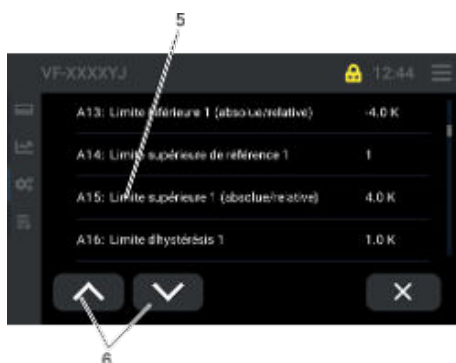 5
VF-XXXXYJ 12:44
A13: Limite inférieure 1 (absolue/relative) -4.0 K
A14: Limite supérieure de référence 1 1
A15: Limite supérieure 1 (absolue/relative) 4.0 K
A16: Limite d'hystérésis 1 1.0 K
6